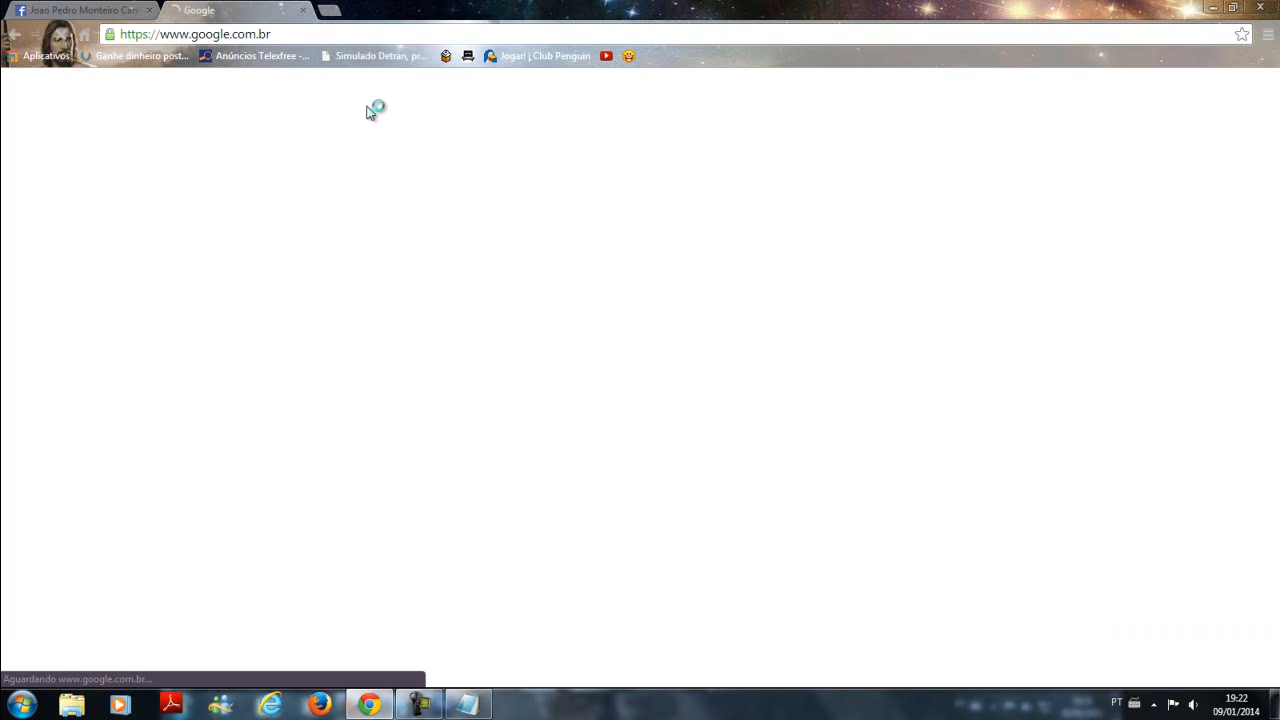 Joao Pedro Monteiro Cam
Google
https://www.google.com.br
Aplicativos
Ganhe dinheiro post...
Anúncios Telexfree -...
Simulado Detran, pr...
Jogar! | Club Penguin
Aguardando www.google.com.br...
PT
19:22
09/01/2014